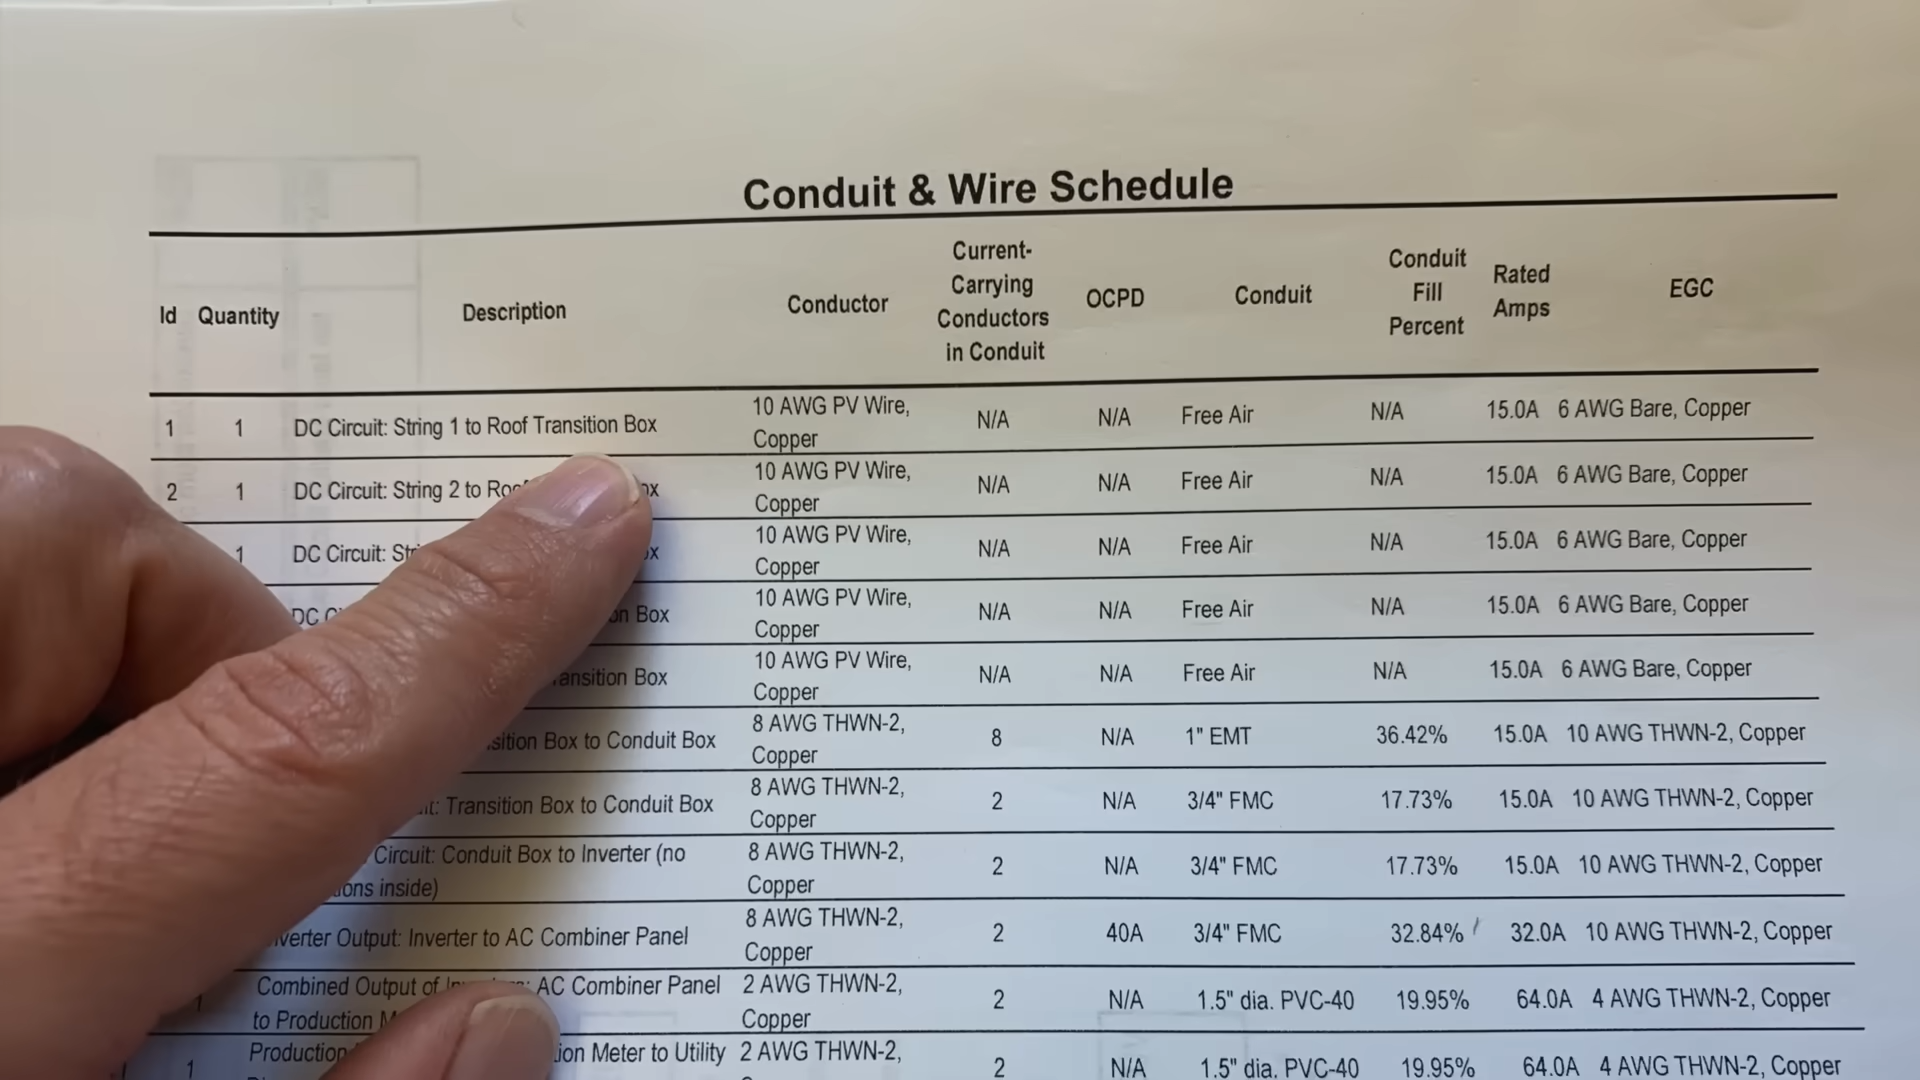 Conduit & Wire Schedule
Id Quantity Description Conductor Current-Carrying Conductors in Conduit OCPD Conduit Conduit Fill Percent Rated Amps EGC
1 1 DC Circuit: String 1 to Roof Transition Box 10 AWG PV Wire, Copper N/A N/A Free Air N/A 15.0A 6 AWG Bare, Copper
2 1 DC Circuit: String 2 to Box 10 AWG PV Wire, Copper N/A N/A Free Air N/A 15.0A 6 AWG Bare, Copper
1 DC Circuit: 10 AWG PV Wire, Copper N/A N/A Free Air N/A 15.0A 6 AWG Bare, Copper
DC Box 10 AWG PV Wire, Copper N/A N/A Free Air N/A 15.0A 6 AWG Bare, Copper
Transition Box 10 AWG PV Wire, Copper N/A N/A Free Air N/A 15.0A 6 AWG Bare, Copper
Box to Conduit Box 8 AWG THWN-2, Copper 8 N/A 1" EMT 36.42% 15.0A 10 AWG THWN-2, Copper
Transition Box to Conduit Box 8 AWG THWN-2, Copper 2 N/A 3/4" FMC 17.73% 15.0A 10 AWG THWN-2, Copper
Circuit: Conduit Box to Inverter (no inside) 8 AWG THWN-2, Copper 2 N/A 3/4" FMC 17.73% 15.0A 10 AWG THWN-2, Copper
Inverter Output: Inverter to AC Combiner Panel 8 AWG THWN-2, Copper 2 40A 3/4" FMC 32.84% 32.0A 10 AWG THWN-2, Copper
1 Combined Output of AC Combiner Panel to Production 2 AWG THWN-2, Copper 2 N/A 1.5" dia. PVC-40 19.95% 64.0A 4 AWG THWN-2, Copper
1 Production Meter to Utility 2 AWG THWN-2, 2 N/A 1.5" dia. PVC-40 19.95% 64.0A 4 AWG THWN-2, Copper